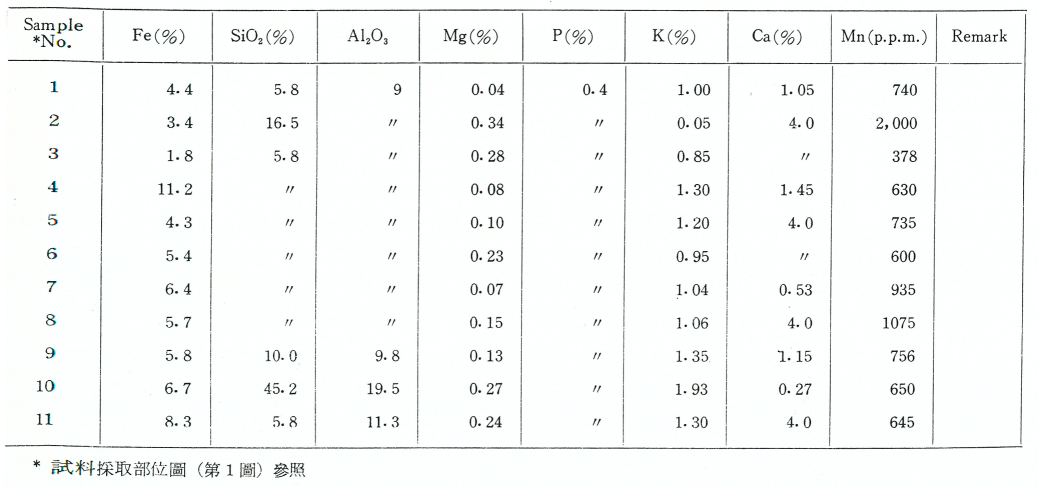 Sample *No. Fe(%) SiO₂(%) Al₂O₃ Mg(%) P(%) K(%) Ca(%) Mn(p.p.m.) Remark
1 4.4 5.8 9 0.04 0.4 1.00 1.05 740
2 3.4 16.5 〃 0.34 〃 0.05 4.0 2,000
3 1.8 5.8 〃 0.28 〃 0.85 〃 378
4 11.2 〃 〃 0.08 〃 1.30 1.45 630
5 4.3 〃 〃 0.10 〃 1.20 4.0 735
6 5.4 〃 〃 0.23 〃 0.95 〃 600
7 6.4 〃 〃 0.07 〃 1.04 0.53 935
8 5.7 〃 〃 0.15 〃 1.06 4.0 1075
9 5.8 10.0 9.8 0.13 〃 1.35 1.15 756
10 6.7 45.2 19.5 0.27 〃 1.93 0.27 650
11 8.3 5.8 11.3 0.24 〃 1.30 4.0 645
* 試料採取部位圖（第1圖）參照